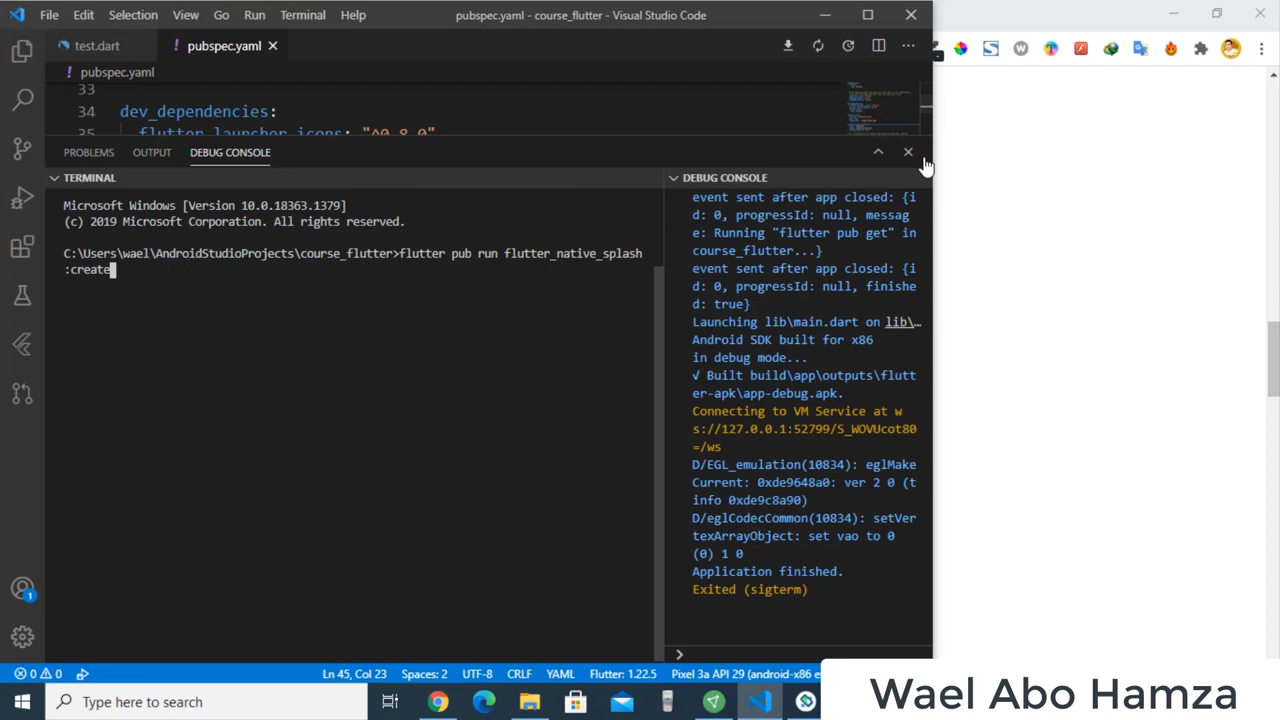 File Edit Selection View Go Run Terminal Help
pubspec.yaml - course_flutter - Visual Studio Code
test.dart
pubspec.yaml
pubspec.yaml
33
34 dev_dependencies:
35 flutter_launcher_icons: "^0.8.0"
PROBLEMS OUTPUT DEBUG CONSOLE
TERMINAL
Microsoft Windows [Version 10.0.18363.1379]
(c) 2019 Microsoft Corporation. All rights reserved.
C:\Users\wael\AndroidStudioProjects\course_flutter>flutter pub run flutter_native_splash
:create
DEBUG CONSOLE
event sent after app closed: {i
d: 0, progressId: null, messag
e: Running "flutter pub get" in
course_flutter...}
event sent after app closed: {i
d: 0, progressId: null, finishe
d: true}
Launching lib\main.dart on lib\…
Android SDK built for x86
in debug mode...
√ Built build\app\outputs\flutt
er-apk\app-debug.apk.
Connecting to VM Service at w
s://127.0.0.1:52799/S_WOVUcot80
=/ws
D/EGL_emulation(10834): eglMake
Current: 0xde9648a0: ver 2 0 (t
info 0xde9c8a90)
D/eglCodecCommon(10834): setVer
texArrayObject: set vao to 0
(0) 1 0
Application finished.
Exited (sigterm)
1
0 0
Ln 45, Col 23 Spaces: 2 UTF-8 CRLF YAML Flutter: 1.22.5 Pixel 3a API 29 (android-x86 e
Type here to search
Wael Abo Hamza